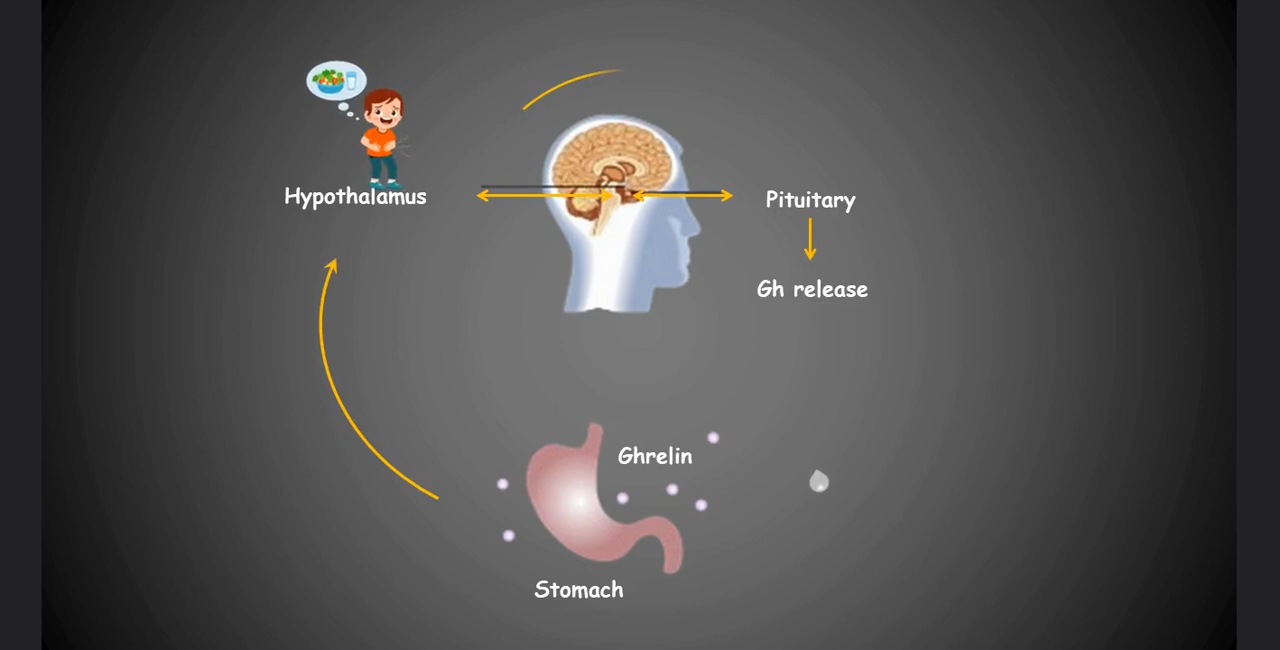 Hypothalamus
Pituitary
Gh release
Ghrelin
Stomach